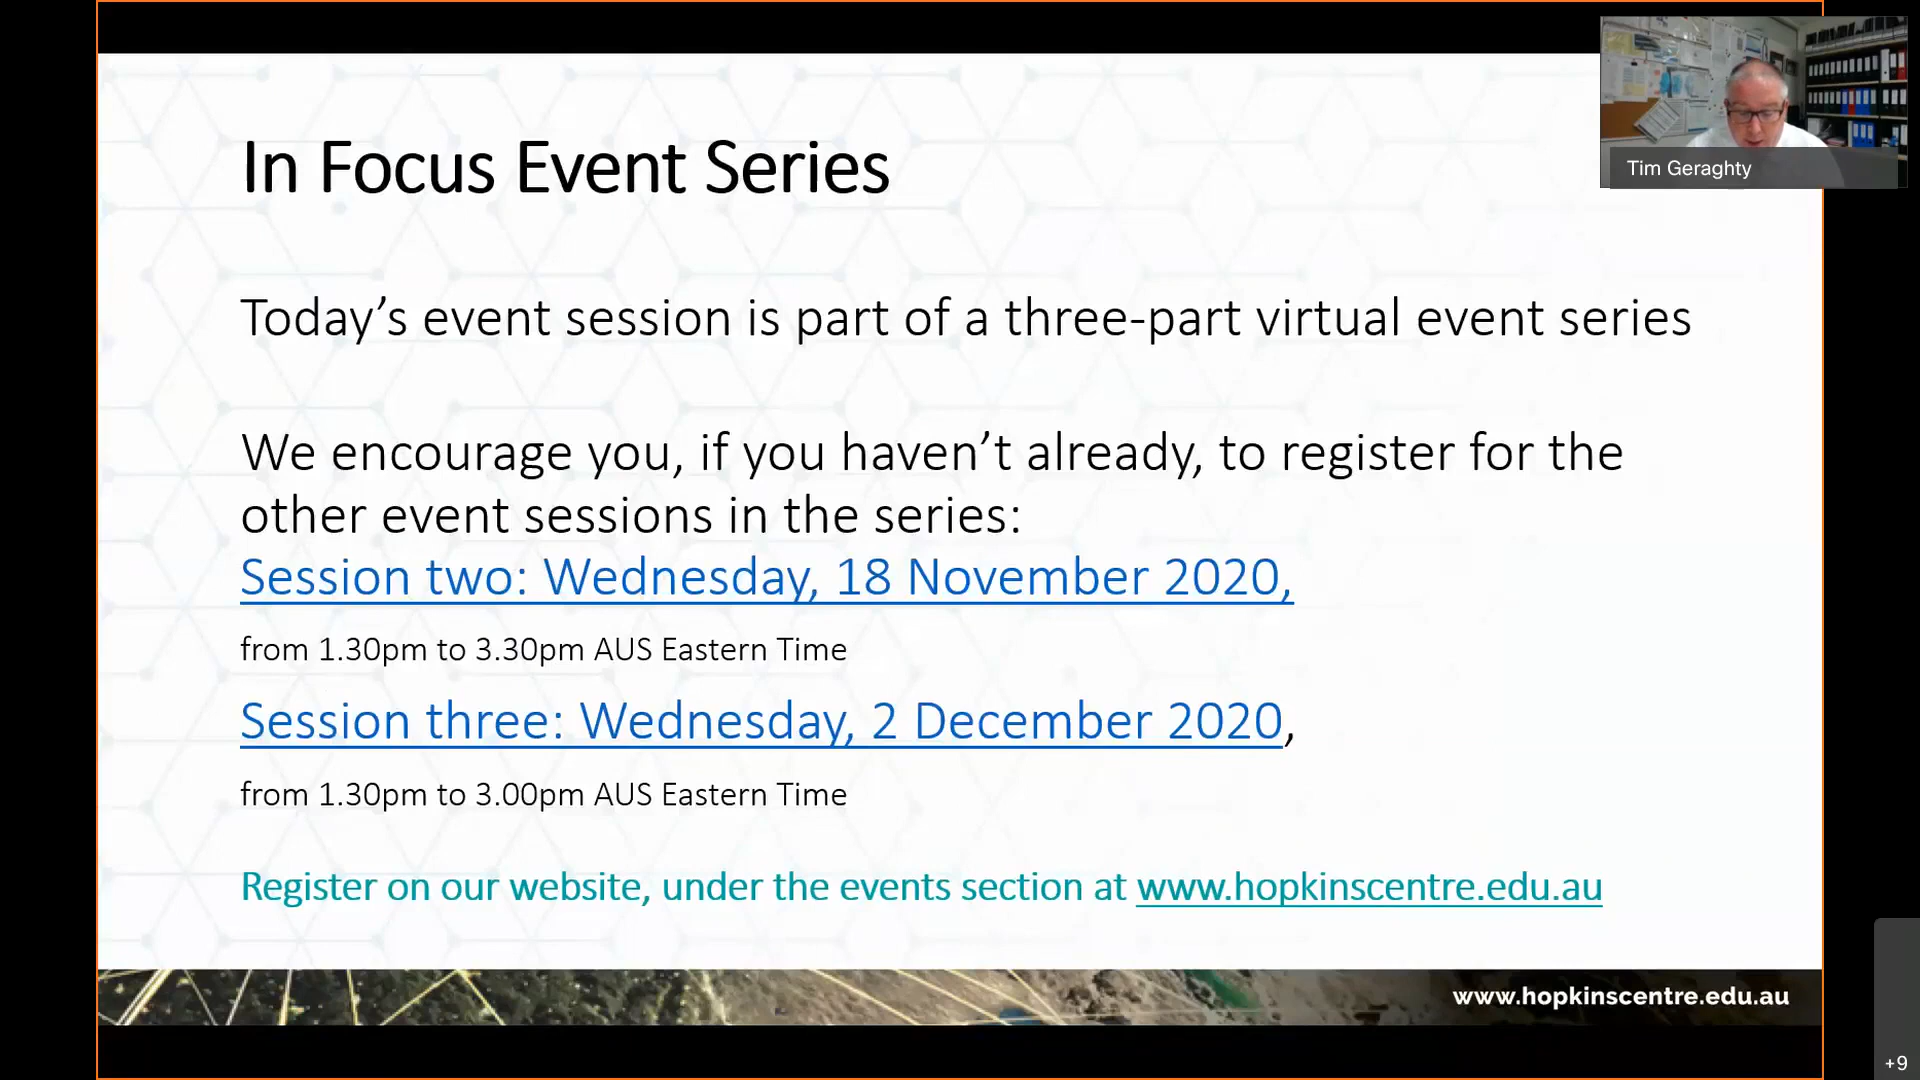 In Focus Event Series
Tim Geraghty
Today’s event session is part of a three-part virtual event series
We encourage you, if you haven’t already, to register for the
other event sessions in the series:
Session two: Wednesday, 18 November 2020,
from 1.30pm to 3.30pm AUS Eastern Time
Session three: Wednesday, 2 December 2020,
from 1.30pm to 3.00pm AUS Eastern Time
Register on our website, under the events section at www.hopkinscentre.edu.au
www.hopkinscentre.edu.au
+9